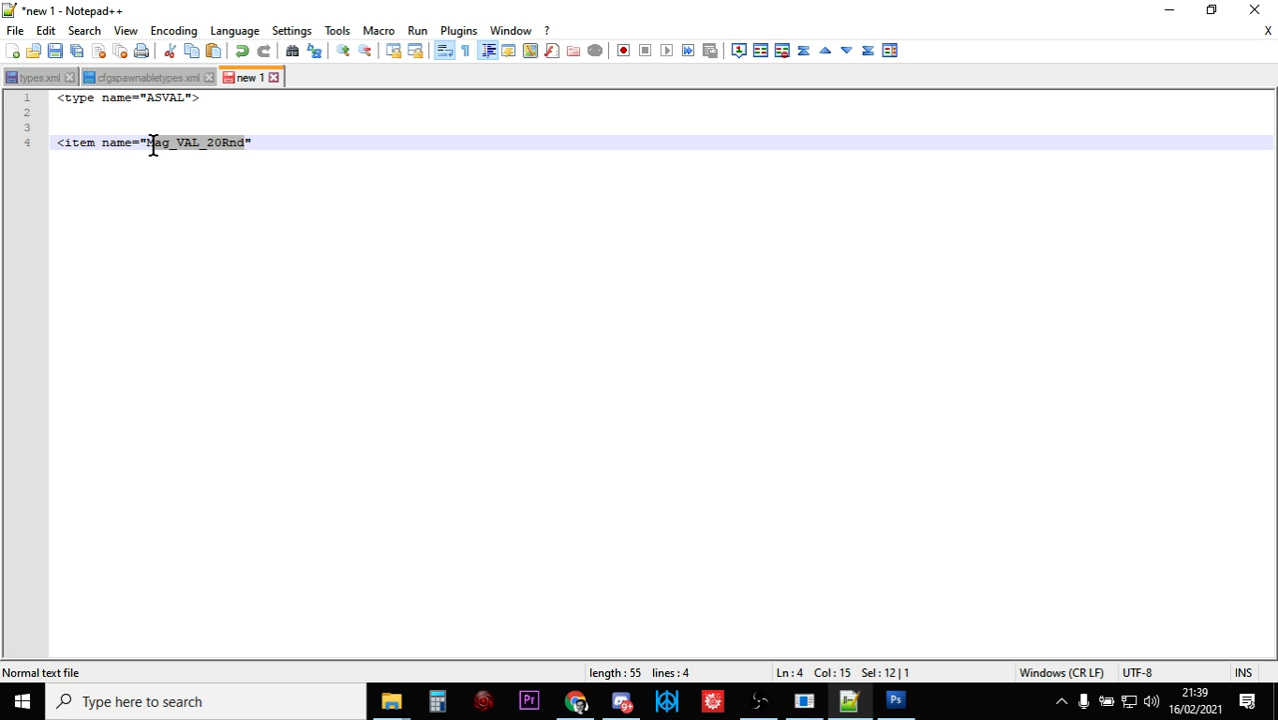 *new 1 - Notepad++
File Edit Search View Encoding Language Settings Tools Macro Run Plugins Window ? X
types.xml cfgspawnabletypes.xml new 1
1 <type name="ASVAL">
2
3
4 <item name="Mag_VAL_20Rnd"
Normal text file length : 55 lines : 4 Ln : 4 Col : 15 Sel : 12 | 1 Windows (CR LF) UTF-8 INS
Type here to search Pr Ps 21:39
16/02/2021